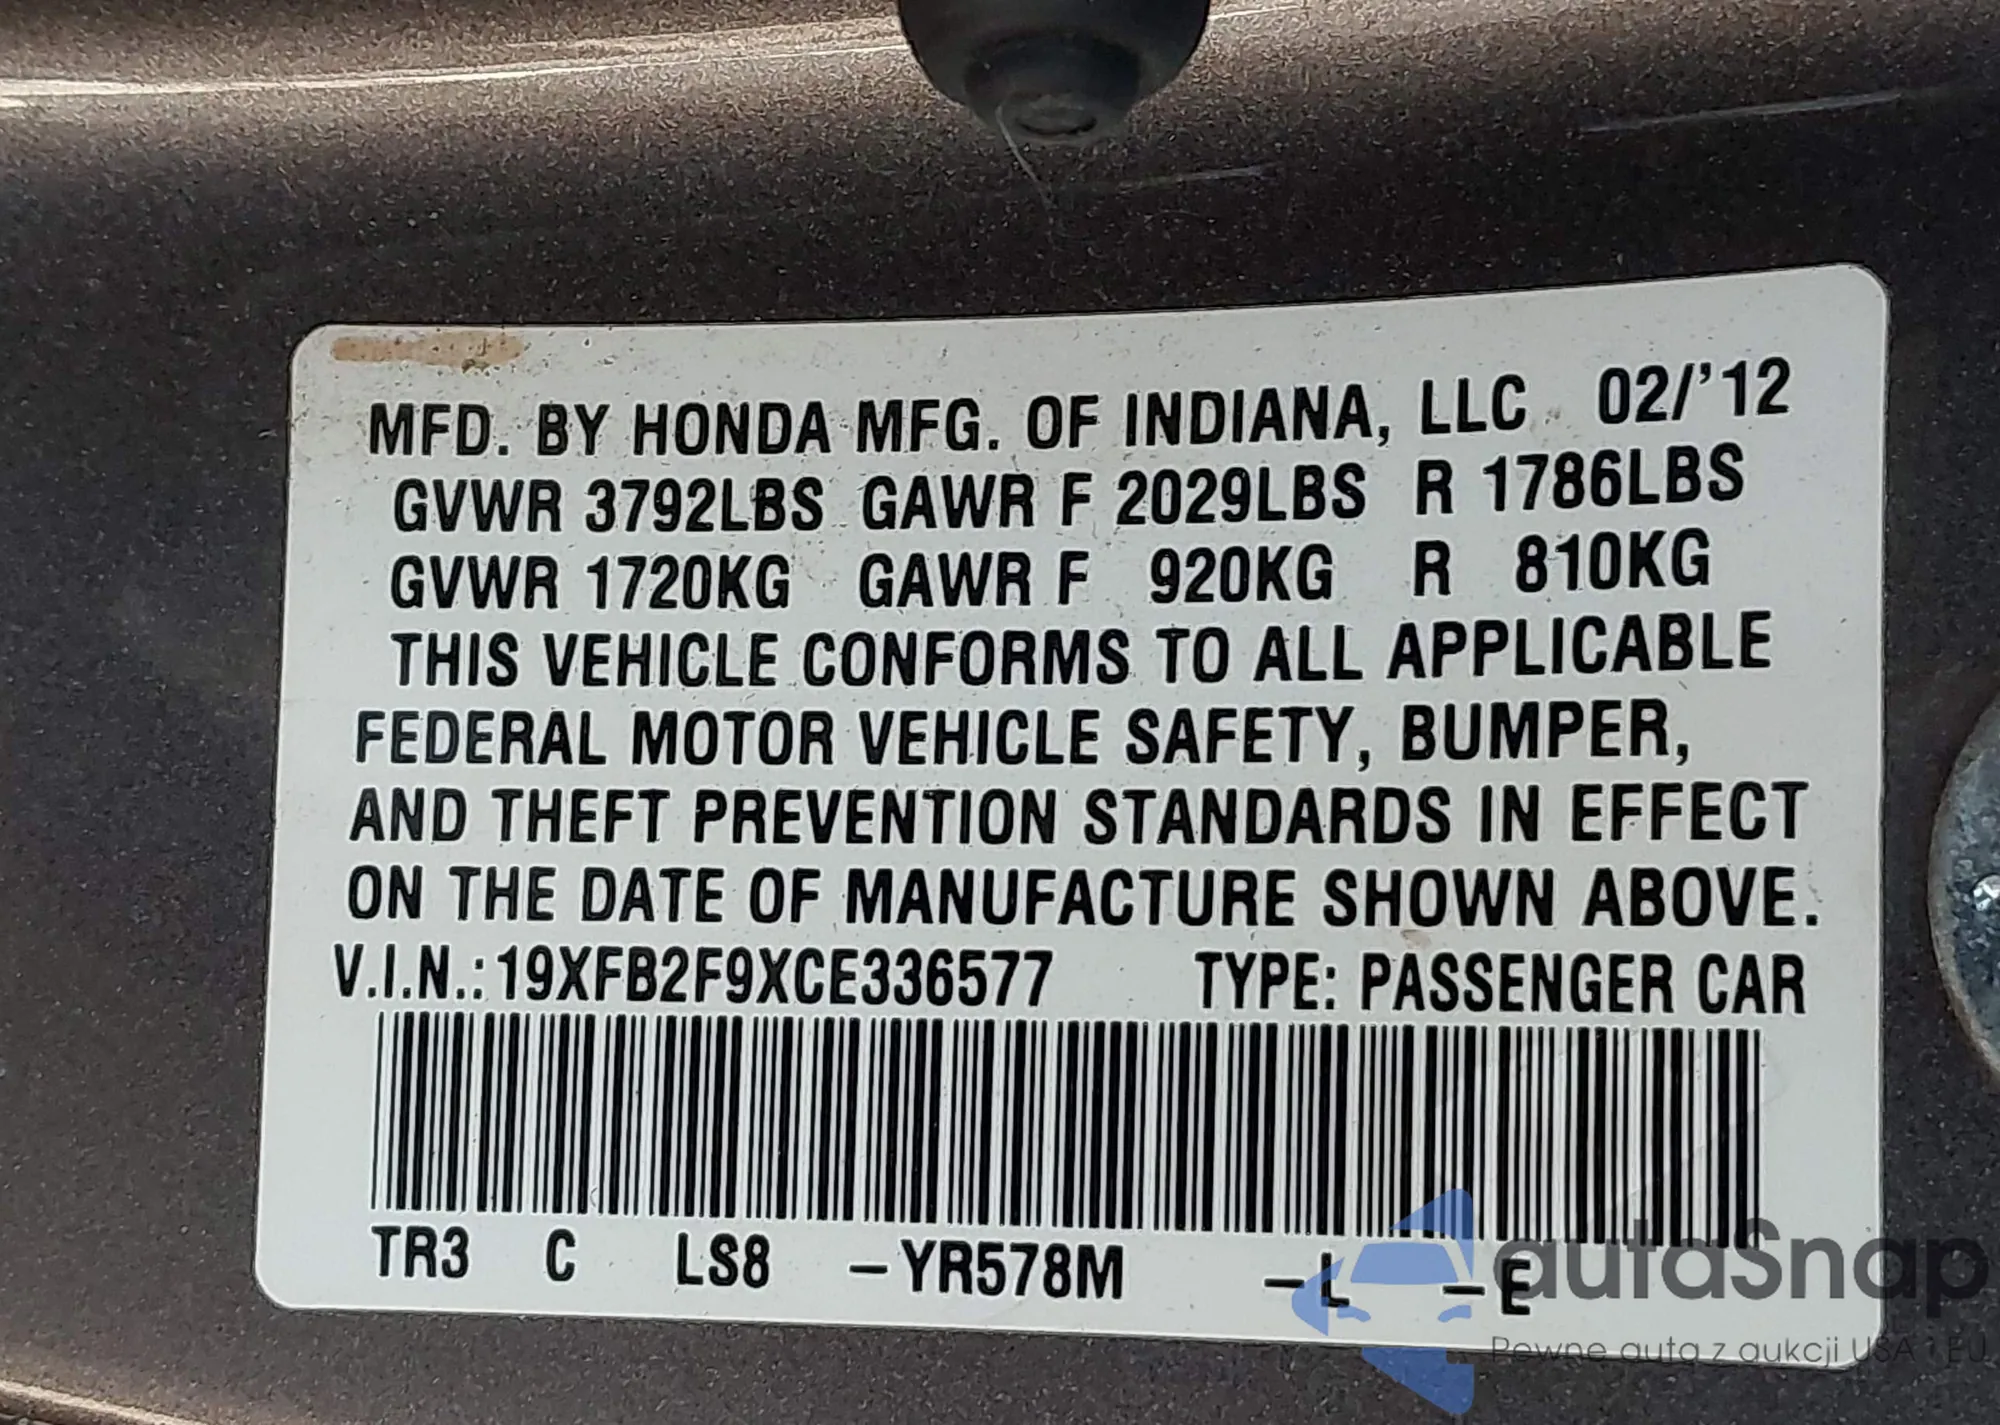 MFD. BY HONDA MFG. OF INDIANA, LLC 02/'12
GVWR 3792LBS GAWR F 2029LBS R 1786LBS
GVWR 1720KG GAWR F 920KG R 810KG
THIS VEHICLE CONFORMS TO ALL APPLICABLE
FEDERAL MOTOR VEHICLE SAFETY, BUMPER,
AND THEFT PREVENTION STANDARDS IN EFFECT
ON THE DATE OF MANUFACTURE SHOWN ABOVE.
V.I.N.: 19XFB2F9XCE336577 TYPE: PASSENGER CAR
TR3 C LS8 –YR578M –L –E
autaSnap
Pewne auta z aukcji USA i EU